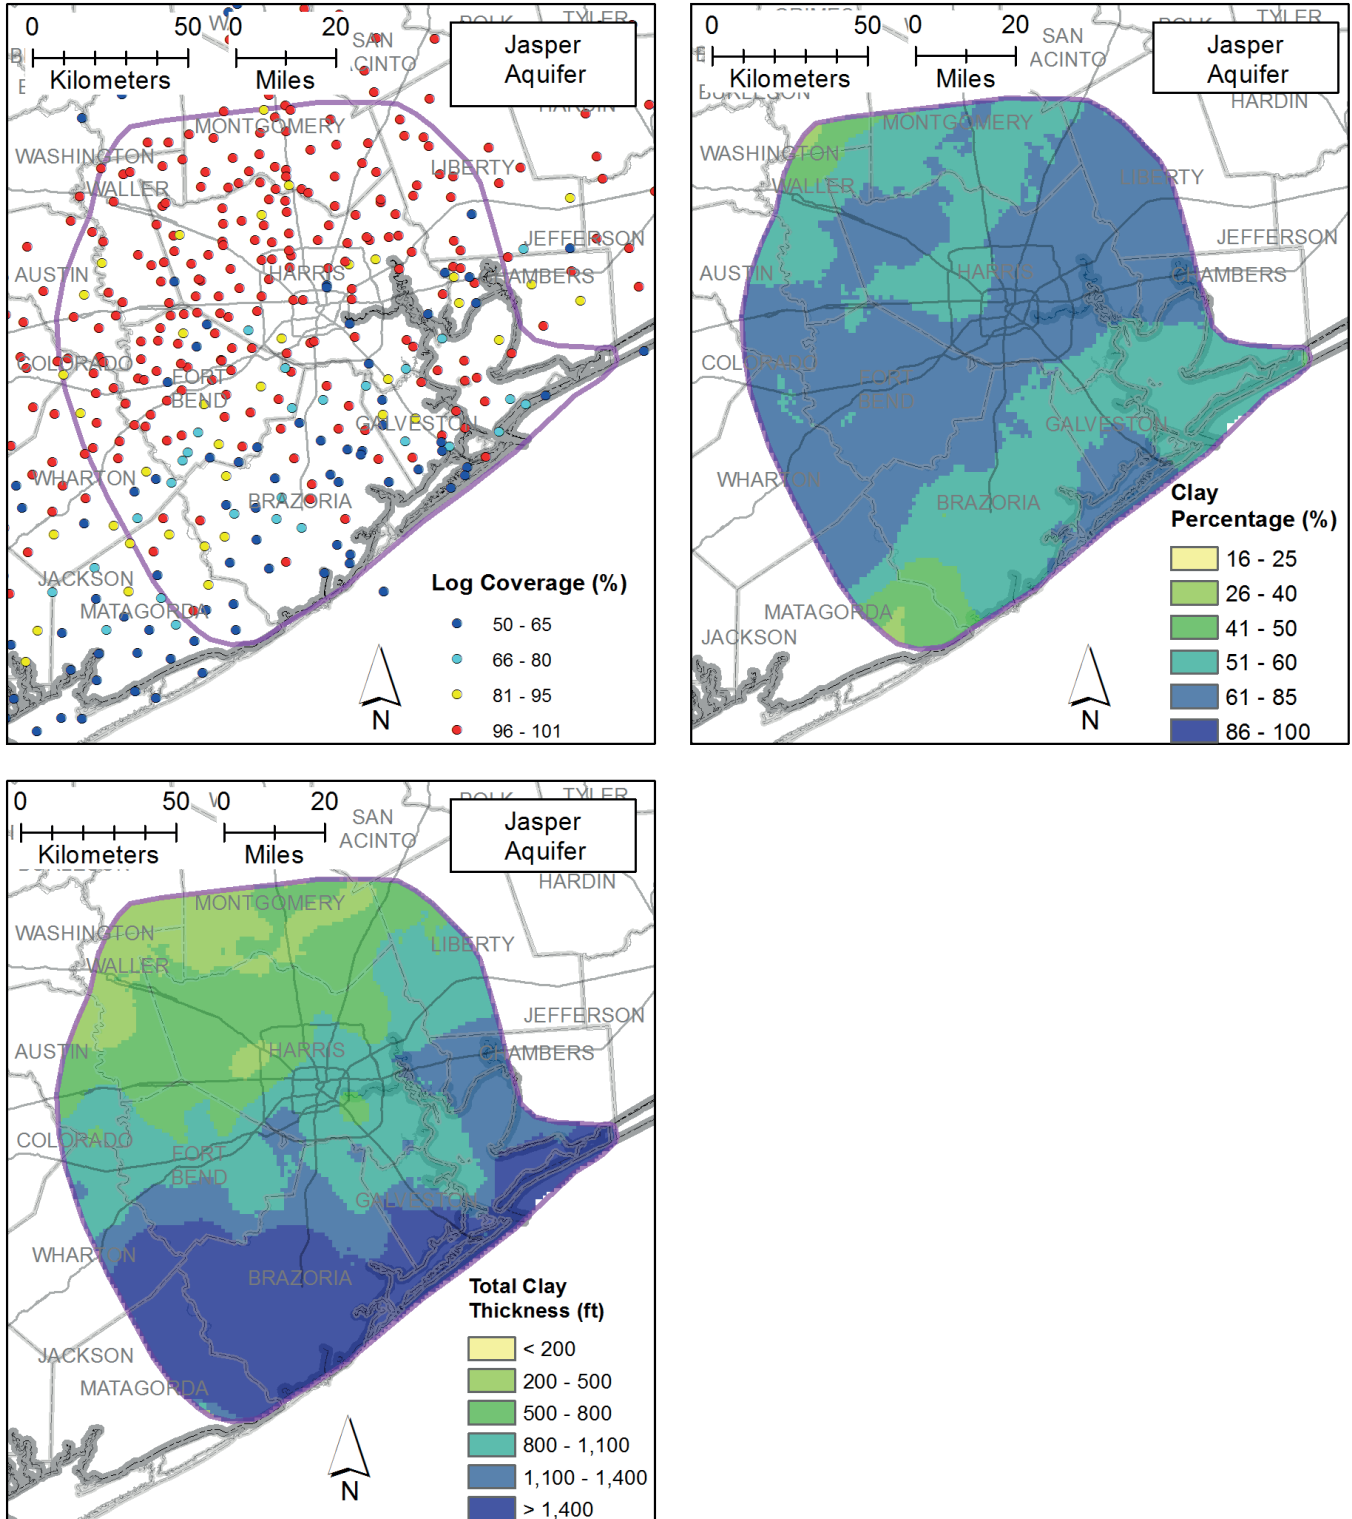 0 50 0 20
Kilometers Miles
SAN
ACINTO
POLK TYLER
Jasper
Aquifer
HARDIN
MONTGOMERY
WASHINGTON
LIBERTY
WALLER
JEFFERSON
AUSTIN
HARRIS
CHAMBERS
COLORADO
FORT
BEND
GALVESTON
WHARTON
BRAZORIA
JACKSON
MATAGORDA
Log Coverage (%)
50 - 65
66 - 80
81 - 95
96 - 101
N
0 50 0 20
Kilometers Miles
GRIMES
SAN
ACINTO
POLK TYLER
Jasper
Aquifer
BURLESON
HARDIN
MONTGOMERY
WASHINGTON
LIBERTY
WALLER
JEFFERSON
AUSTIN
HARRIS
CHAMBERS
COLORADO
FORT
BEND
GALVESTON
WHARTON
BRAZORIA
MATAGORDA
JACKSON
Clay
Percentage (%)
16 - 25
26 - 40
41 - 50
51 - 60
61 - 85
86 - 100
N
0 50 0 20
Kilometers Miles
SAN
ACINTO
POLK TYLER
Jasper
Aquifer
BURLESON
HARDIN
MONTGOMERY
WASHINGTON
LIBERTY
WALLER
JEFFERSON
AUSTIN
HARRIS
CHAMBERS
COLORADO
FORT
BEND
GALVESTON
WHARTON
BRAZORIA
JACKSON
MATAGORDA
Total Clay
Thickness (ft)
< 200
200 - 500
500 - 800
800 - 1,100
1,100 - 1,400
> 1,400
N